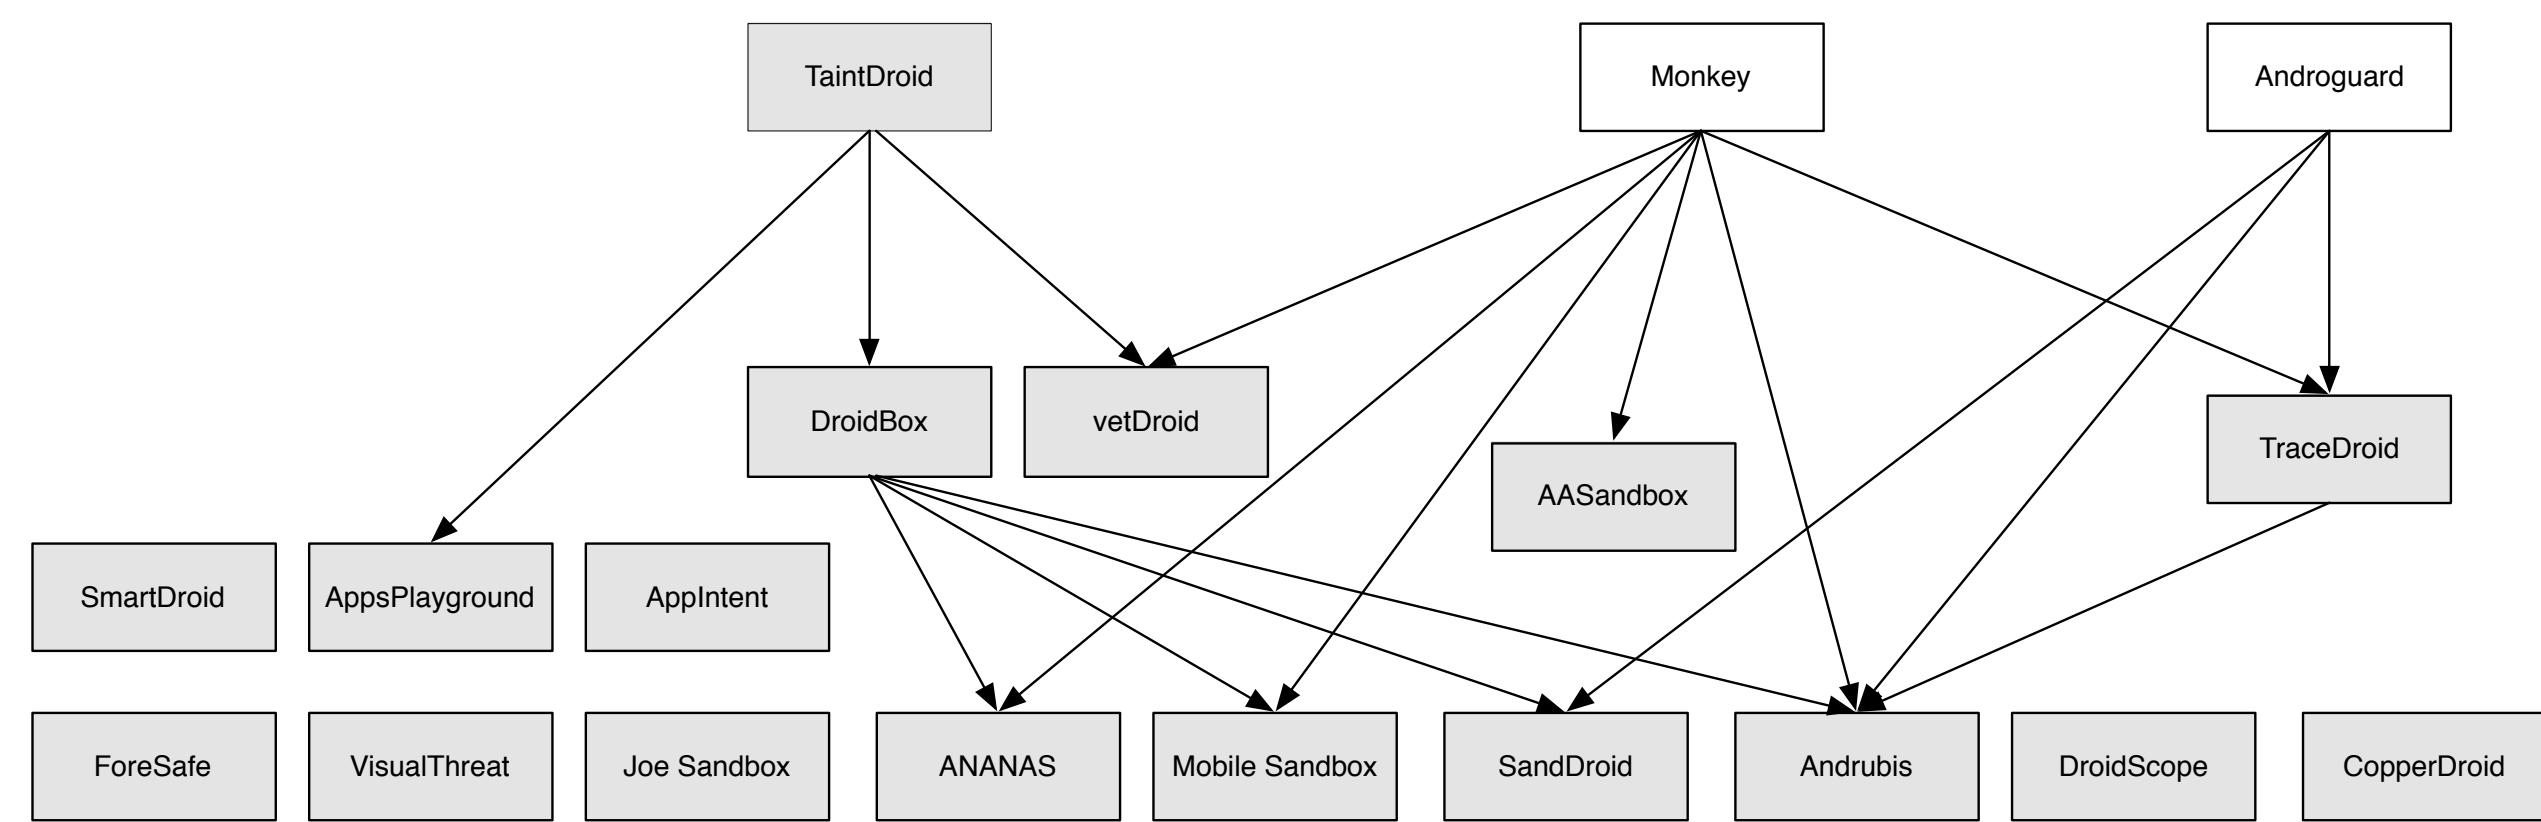 TaintDroid
Monkey
Androguard
DroidBox
vetDroid
TraceDroid
AASandbox
SmartDroid
AppsPlayground
AppIntent
ForeSafe
VisualThreat
Joe Sandbox
ANANAS
Mobile Sandbox
SandDroid
Andrubis
DroidScope
CopperDroid